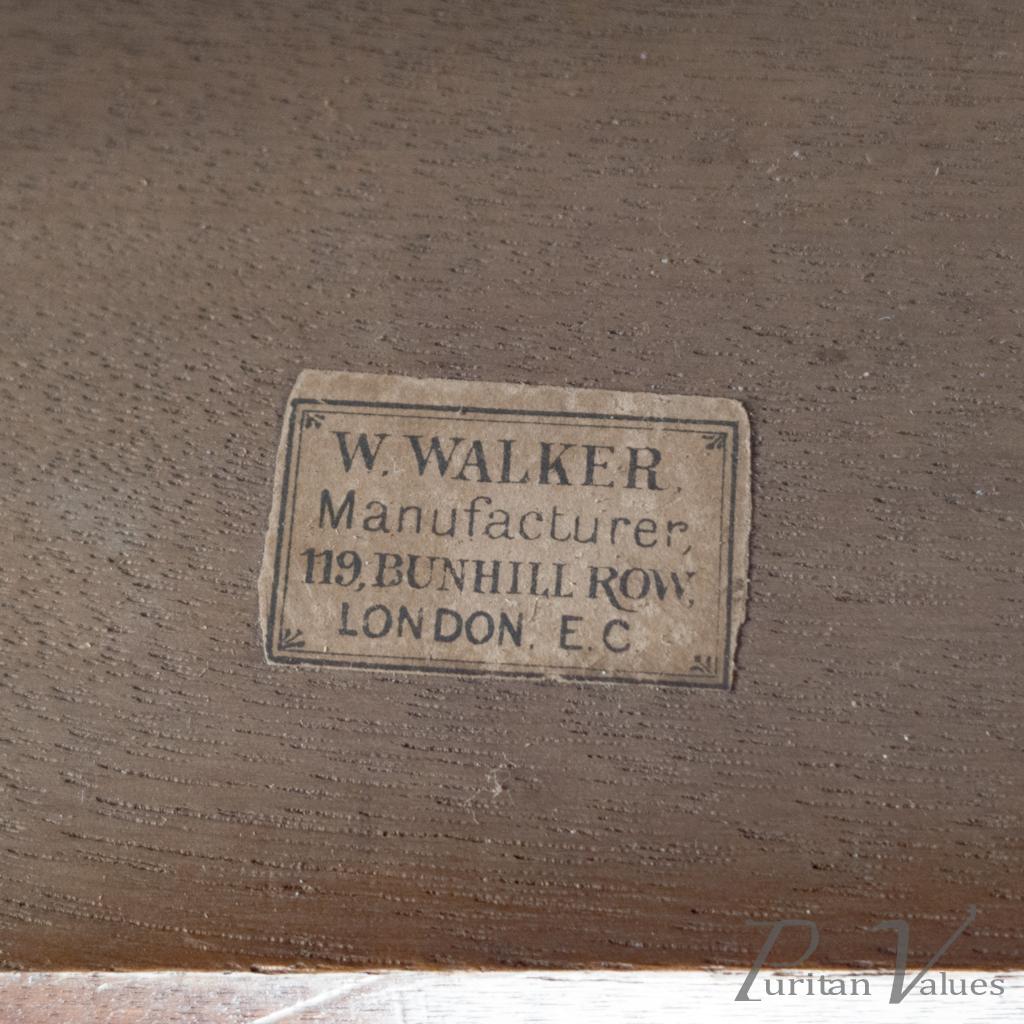 W. WALKER,
Manufacturer,
119, BUNHILL ROW,
LONDON. E.C
Puritan Values